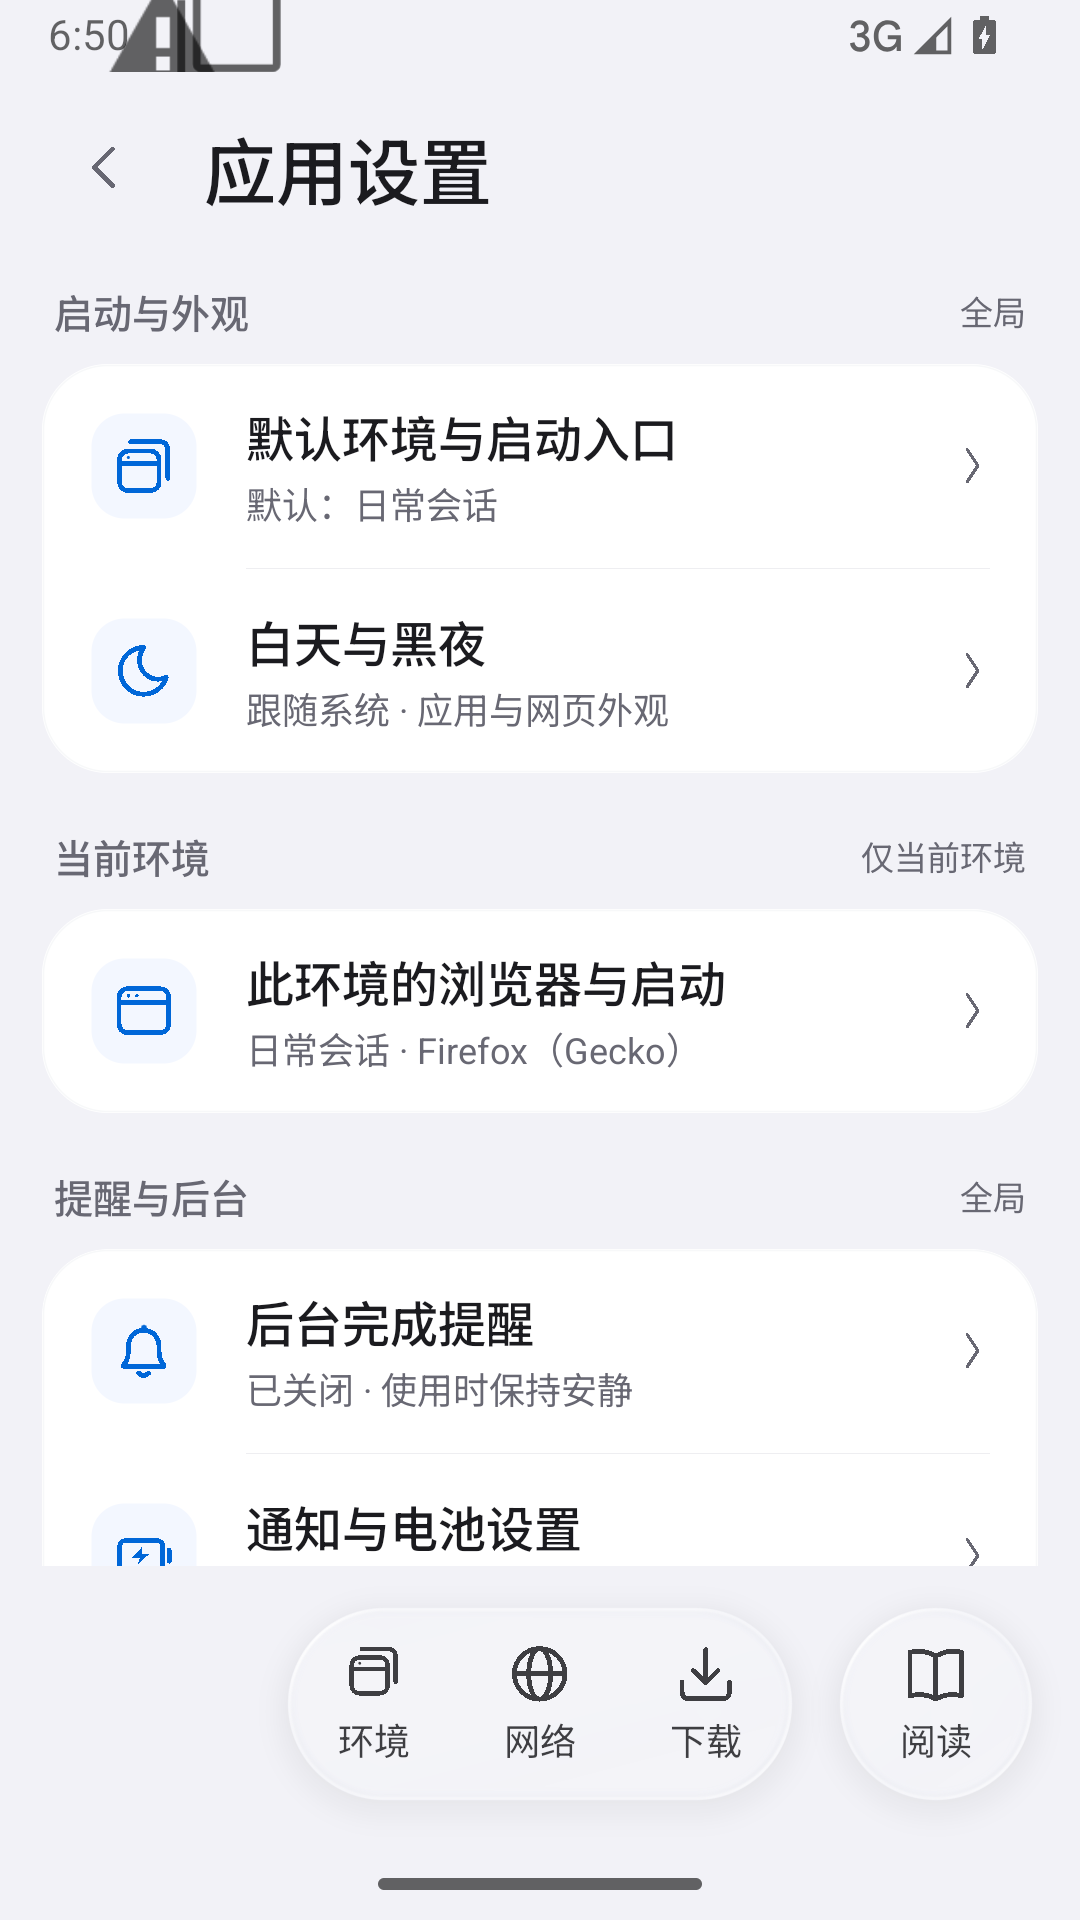 6:50
3G
应用设置
启动与外观
全局
默认环境与启动入口
默认：日常会话
白天与黑夜
跟随系统 · 应用与网页外观
当前环境
仅当前环境
此环境的浏览器与启动
日常会话 · Firefox（Gecko）
提醒与后台
全局
后台完成提醒
已关闭 · 使用时保持安静
通知与电池设置
环境
网络
下载
阅读